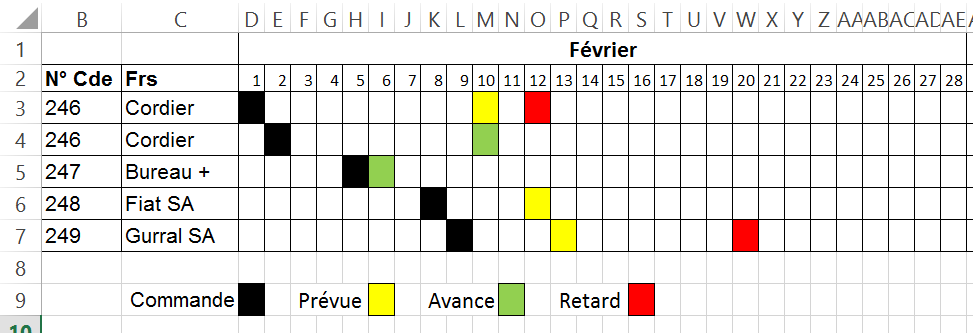 B C D E F G H I J K L M N O P Q R S T U V W X Y Z AA AB AC AD AE
1 Février
2 N° Cde Frs 1 2 3 4 5 6 7 8 9 10 11 12 13 14 15 16 17 18 19 20 21 22 23 24 25 26 27 28
3 246 Cordier
4 246 Cordier
5 247 Bureau +
6 248 Fiat SA
7 249 Gurral SA
8
9 Commande Prévue Avance Retard
10